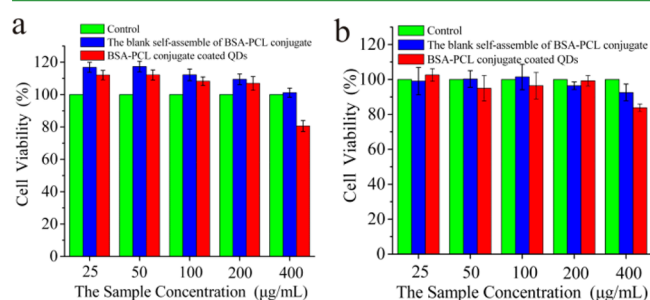 a
Control
The blank self-assemble of BSA-PCL conjugate
BSA-PCL conjugate coated QDs
Cell Viability (%)
120
100
80
60
40
20
0
25 50 100 200 400
The Sample Concentration (μg/mL)
b
Control
The blank self-assemble of BSA-PCL conjugate
BSA-PCL conjugate coated QDs
Cell Viability (%)
120
100
80
60
40
20
0
25 50 100 200 400
The Sample Concentration (μg/mL)